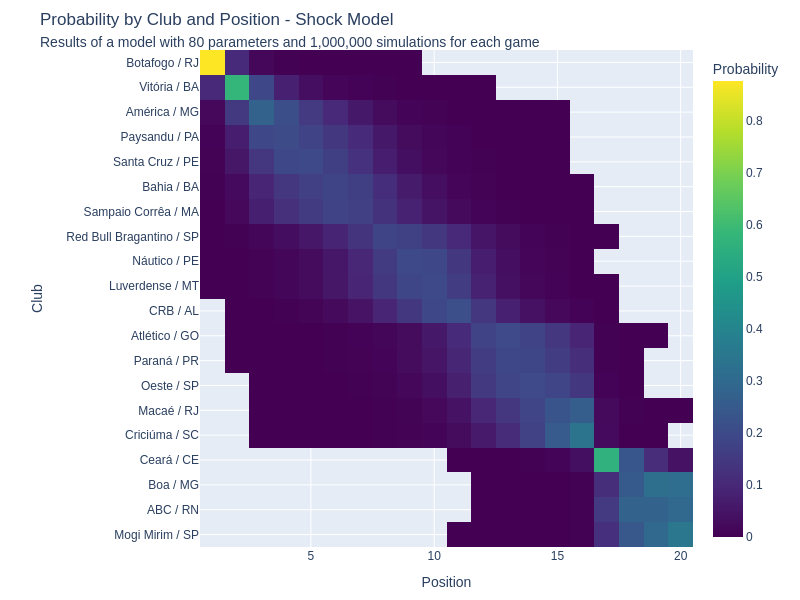 Probability by Club and Position - Shock Model
Results of a model with 80 parameters and 1,000,000 simulations for each game
Probability
Botafogo / RJ
Vitória / BA
América / MG
Paysandu / PA
Santa Cruz / PE
Bahia / BA
Sampaio Corrêa / MA
Red Bull Bragantino / SP
Náutico / PE
Luverdense / MT
CRB / AL
Atlético / GO
Paraná / PR
Oeste / SP
Macaé / RJ
Criciúma / SC
Ceará / CE
Boa / MG
ABC / RN
Mogi Mirim / SP
Club
5
10
15
20
Position
0.8
0.7
0.6
0.5
0.4
0.3
0.2
0.1
0